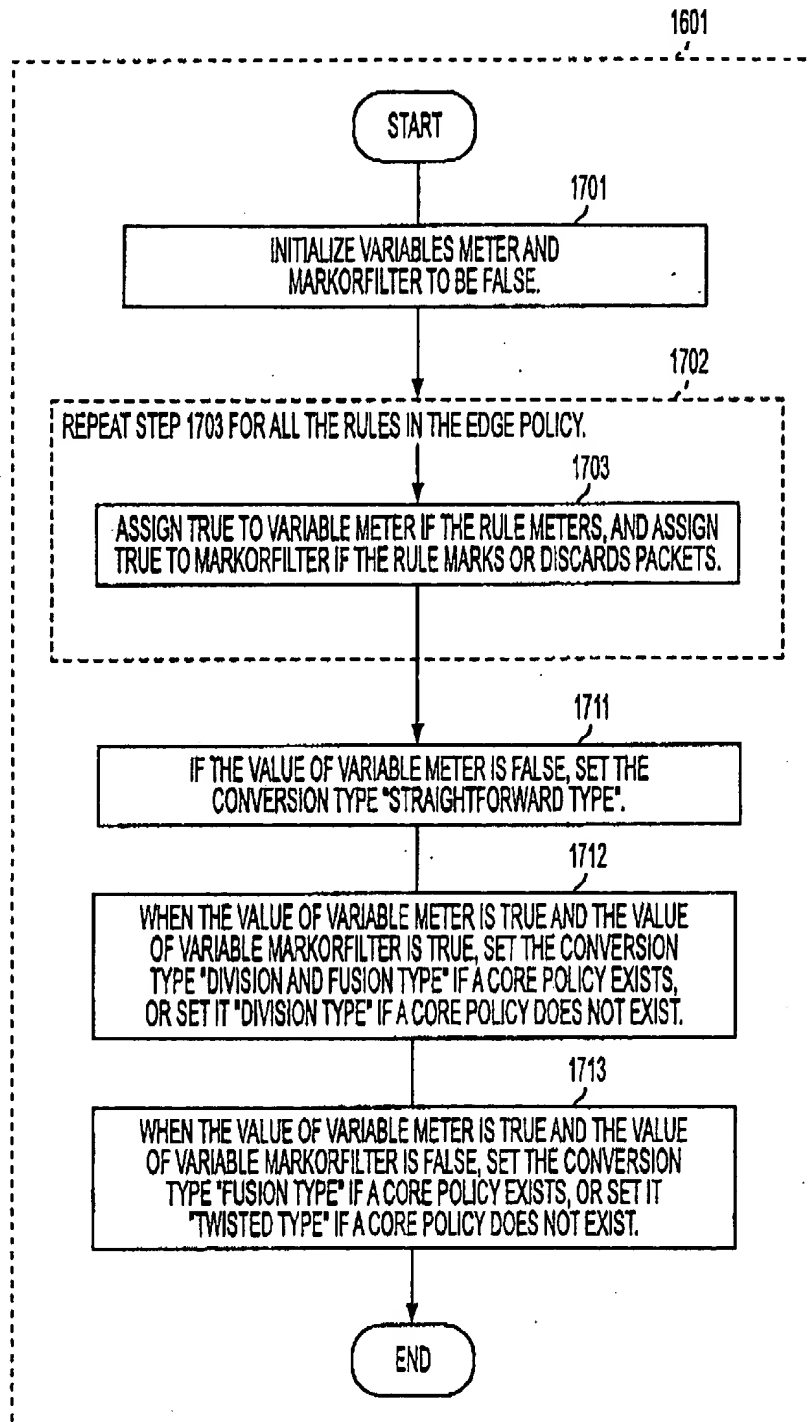 1601
START
1701
INITIALIZE VARIABLES METER AND
MARKORFILTER TO BE FALSE.
1702
REPEAT STEP 1703 FOR ALL THE RULES IN THE EDGE POLICY.
1703
ASSIGN TRUE TO VARIABLE METER IF THE RULE METERS, AND ASSIGN
TRUE TO MARKORFILTER IF THE RULE MARKS OR DISCARDS PACKETS.
1711
IF THE VALUE OF VARIABLE METER IS FALSE, SET THE
CONVERSION TYPE "STRAIGHTFORWARD TYPE".
1712
WHEN THE VALUE OF VARIABLE METER IS TRUE AND THE VALUE
OF VARIABLE MARKORFILTER IS TRUE, SET THE CONVERSION
TYPE "DIVISION AND FUSION TYPE" IF A CORE POLICY EXISTS,
OR SET IT "DIVISION TYPE" IF A CORE POLICY DOES NOT EXIST.
1713
WHEN THE VALUE OF VARIABLE METER IS TRUE AND THE VALUE
OF VARIABLE MARKORFILTER IS FALSE, SET THE CONVERSION
TYPE "FUSION TYPE" IF A CORE POLICY EXISTS, OR SET IT
"TWISTED TYPE" IF A CORE POLICY DOES NOT EXIST.
END